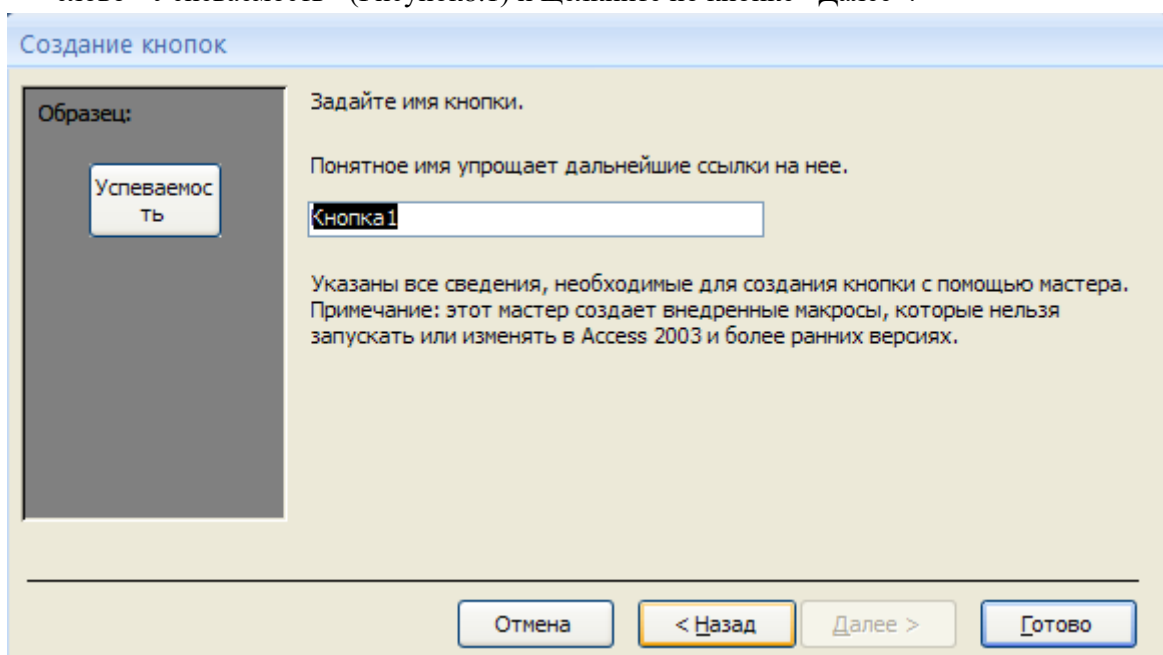 Создание кнопок
Образец:
Задайте имя кнопки.
Понятное имя упрощает дальнейшие ссылки на нее.
Успеваемос
ть
Кнопка1
Указаны все сведения, необходимые для создания кнопки с помощью мастера.
Примечание: этот мастер создает внедренные макросы, которые нельзя
запускать или изменять в Access 2003 и более ранних версиях.
Отмена
< Назад
Далее >
Готово